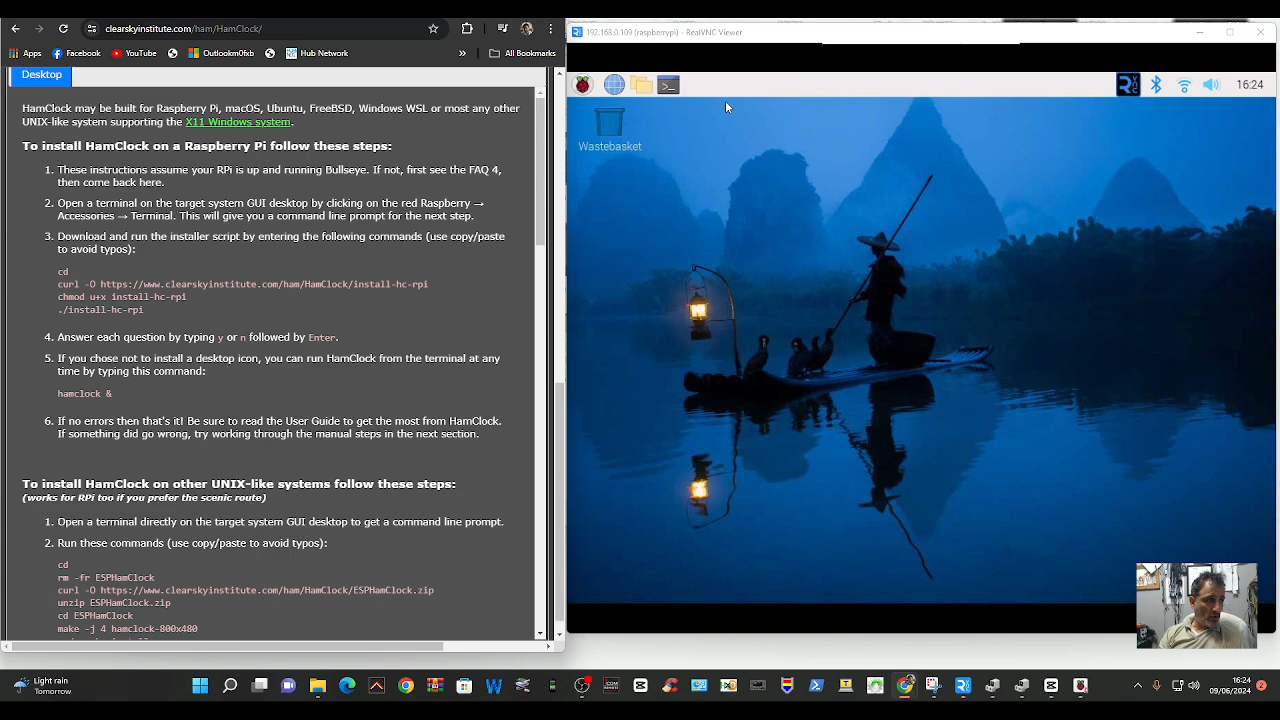 clearskyinstitute.com/ham/HamClock/
Apps
Facebook
YouTube
Outlookm0xb
Hub Network
»
All Bookmarks
Desktop
HamClock may be built for Raspberry Pi, macOS, Ubuntu, FreeBSD, Windows WSL or most any other
UNIX-like system supporting the X11 Windows system.
To install HamClock on a Raspberry Pi follow these steps:
1. These instructions assume your RPi is up and running Bullseye. If not, first see the FAQ 4,
then come back here.
2. Open a terminal on the target system GUI desktop by clicking on the red Raspberry →
Accessories → Terminal. This will give you a command line prompt for the next step.
3. Download and run the installer script by entering the following commands (use copy/paste
to avoid typos):
cd
curl -O https://www.clearskyinstitute.com/ham/HamClock/install-hc-rpi
chmod u+x install-hc-rpi
./install-hc-rpi
4. Answer each question by typing y or n followed by Enter.
5. If you chose not to install a desktop icon, you can run HamClock from the terminal at any
time by typing this command:
hamclock &
6. If no errors then that's it! Be sure to read the User Guide to get the most from HamClock.
If something did go wrong, try working through the manual steps in the next section.
To install HamClock on other UNIX-like systems follow these steps:
(works for RPi too if you prefer the scenic route)
1. Open a terminal directly on the target system GUI desktop to get a command line prompt.
2. Run these commands (use copy/paste to avoid typos):
cd
rm -fr ESPHamClock
curl -O https://www.clearskyinstitute.com/ham/HamClock/ESPHamClock.zip
unzip ESPHamClock.zip
cd ESPHamClock
make -j 4 hamclock-800x480
192.168.0.109 (raspberrypi) - RealVNC Viewer
16:24
Wastebasket
Light rain
Tomorrow
16:24
09/06/2024